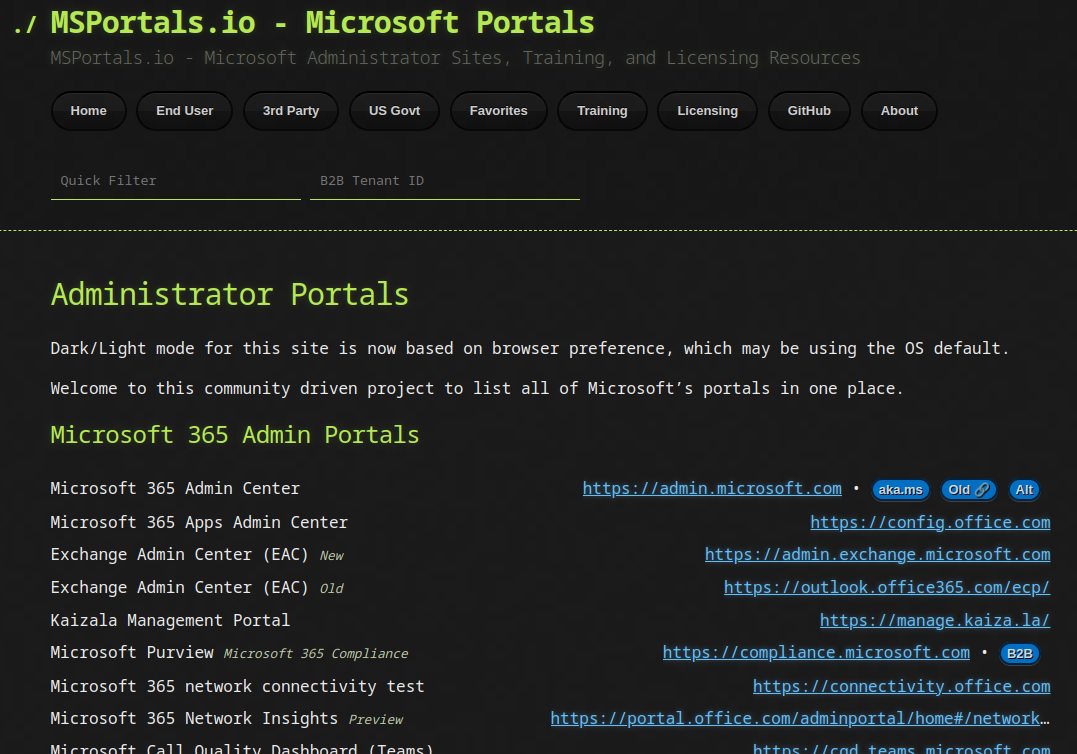 ./ MSPortals.io - Microsoft Portals
MSPortals.io - Microsoft Administrator Sites, Training, and Licensing Resources
Home End User 3rd Party US Govt Favorites Training Licensing GitHub About
Quick Filter B2B Tenant ID
Administrator Portals
Dark/Light mode for this site is now based on browser preference, which may be using the OS default.
Welcome to this community driven project to list all of Microsoft’s portals in one place.
Microsoft 365 Admin Portals
Microsoft 365 Admin Center https://admin.microsoft.com • aka.ms Old 🔗 Alt
Microsoft 365 Apps Admin Center https://config.office.com
Exchange Admin Center (EAC) New https://admin.exchange.microsoft.com
Exchange Admin Center (EAC) Old https://outlook.office365.com/ecp/
Kaizala Management Portal https://manage.kaiza.la/
Microsoft Purview Microsoft 365 Compliance https://compliance.microsoft.com • B2B
Microsoft 365 network connectivity test https://connectivity.office.com
Microsoft 365 Network Insights Preview https://portal.office.com/adminportal/home#/network…
Microsoft Call Quality Dashboard (Teams) https://cqd.teams.microsoft.com